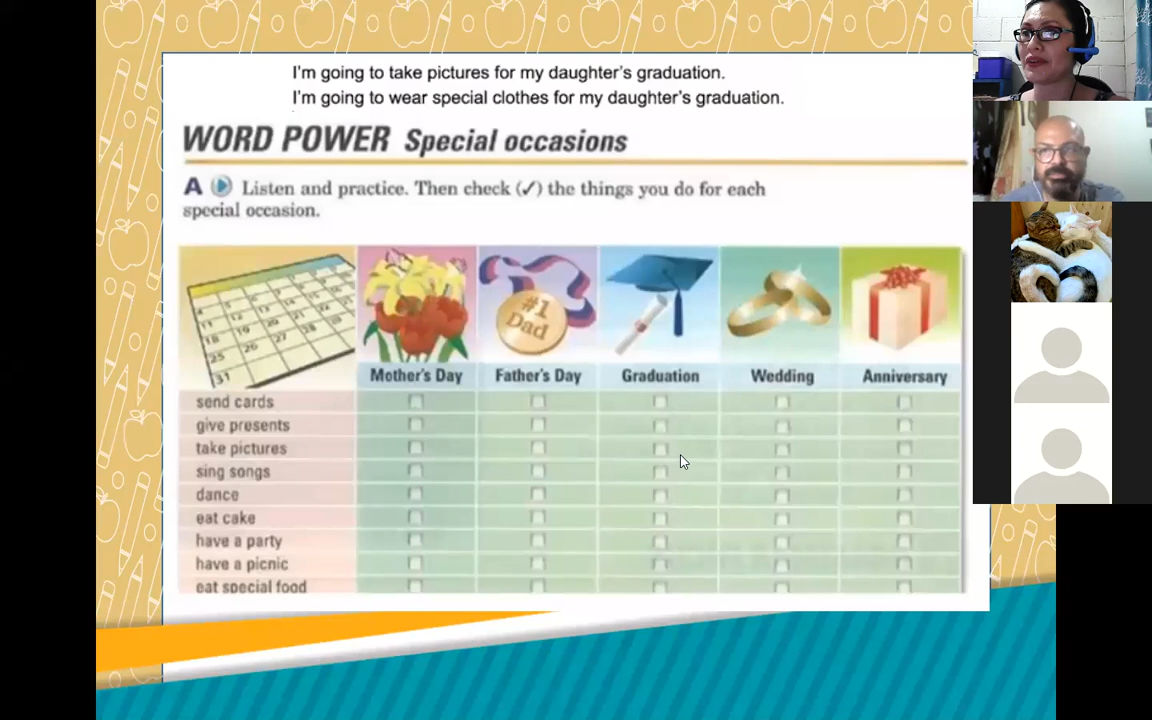 I'm going to take pictures for my daughter's graduation.
I'm going to wear special clothes for my daughter's graduation.
WORD POWER Special occasions
A Listen and practice. Then check (✓) the things you do for each
special occasion.
#1
Dad
Mother's Day Father's Day Graduation Wedding Anniversary
send cards
give presents
take pictures
sing songs
dance
eat cake
have a party
have a picnic
eat special food